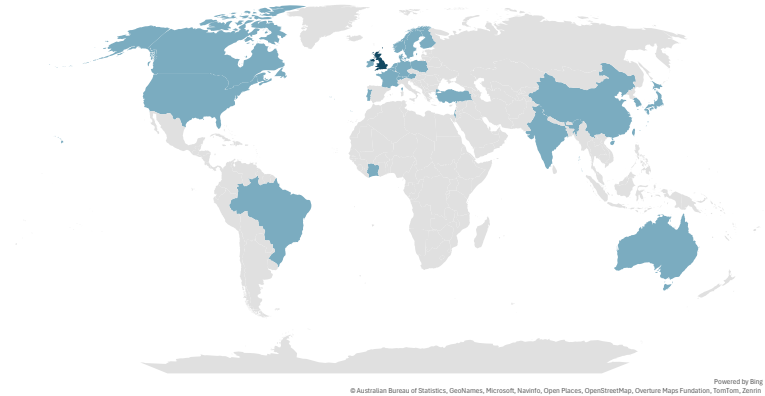 Powered by Bing
© Australian Bureau of Statistics, GeoNames, Microsoft, Navinfo, Open Places, OpenStreetMap, Overture Maps Fundation, TomTom, Zenrin